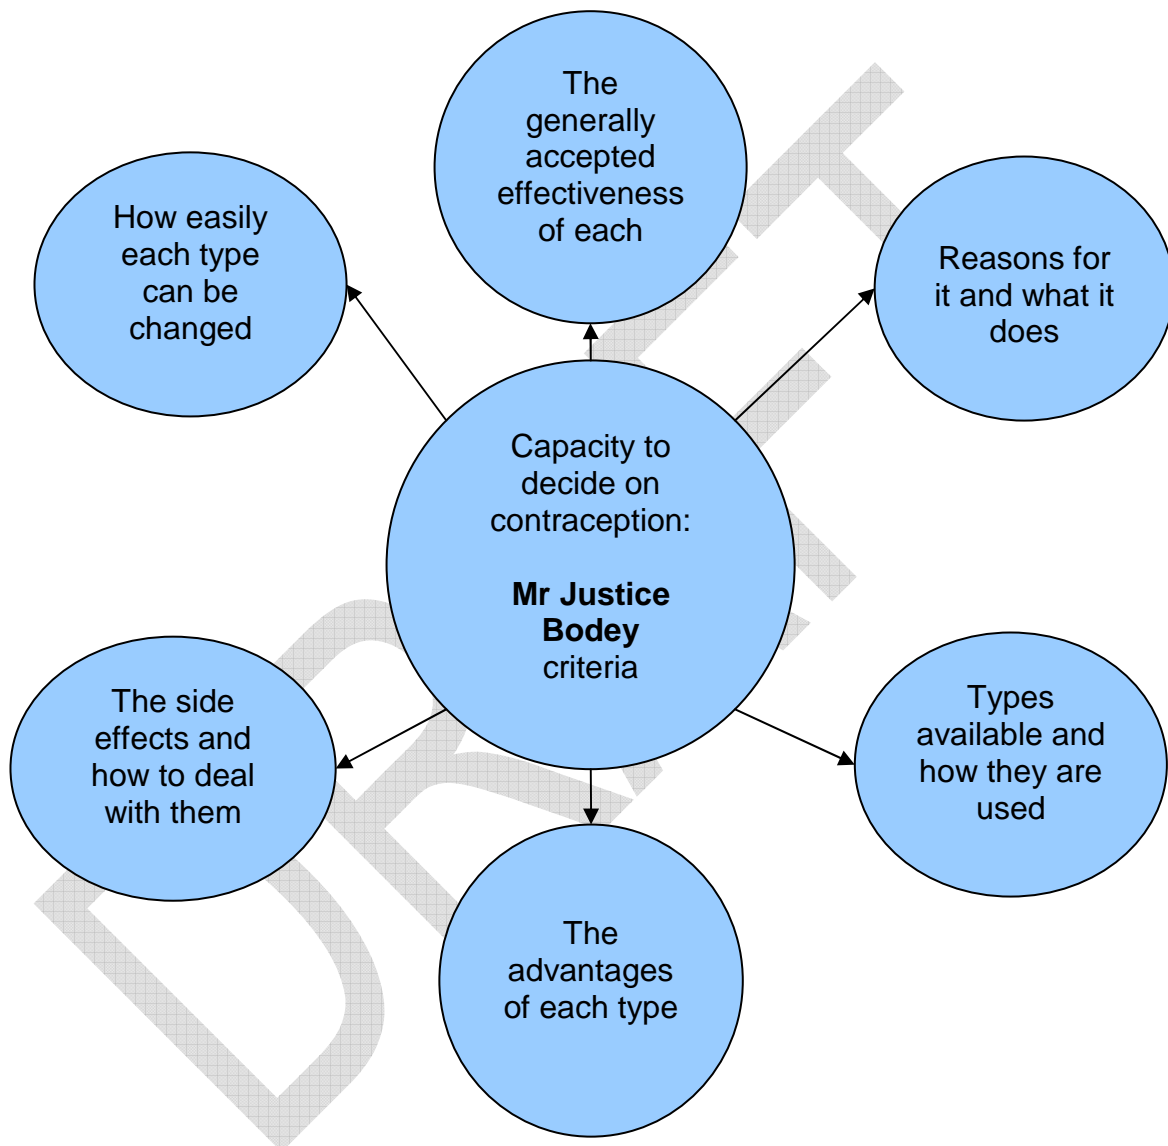 The
generally
accepted
effectiveness
of each
How easily
each type
can be
changed
Reasons for
it and what it
does
Capacity to
decide on
contraception:
Mr Justice
Bodey
criteria
The side
effects and
how to deal
with them
Types
available and
how they are
used
The
advantages
of each type
DRAFT